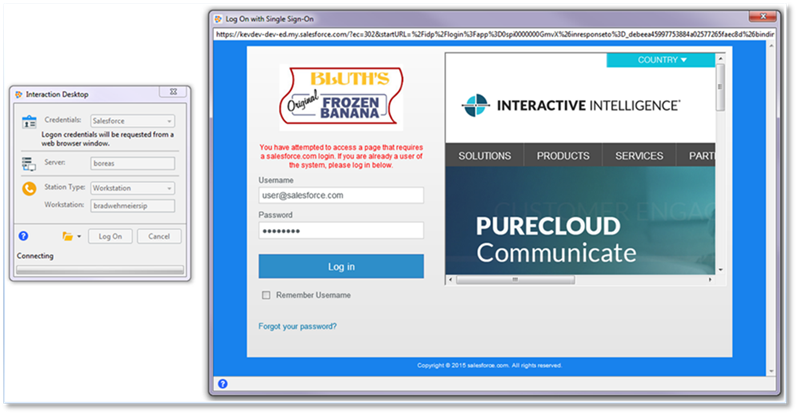 Interaction Desktop
Credentials: Salesforce
Logon credentials will be requested from a
web browser window.
Server: boreas
Station Type: Workstation
Workstation: bradwehmeiersip
Log On Cancel
Connecting
Log On with Single Sign-On
https://kevdev-dev-ed.my.salesforce.com/?ec=302&startURL=%2Fidp%2Flogin%3Fapp%3D0spi0000000GmvX%26inresponseto%3D_debeea45997753884a02577265faec8d%26bindin
BLUTH'S
Original FROZEN
BANANA
You have attempted to access a page that requires
a salesforce.com login. If you are already a user of
the system, please log in below.
Username
user@salesforce.com
Password
••••••••
Log in
Remember Username
Forgot your password?
COUNTRY
INTERACTIVE INTELLIGENCE
SOLUTIONS PRODUCTS SERVICES PART
CUSTOMER ENGA
PURECLOUD
Communicate
Copyright © 2015 salesforce.com. All rights reserved.